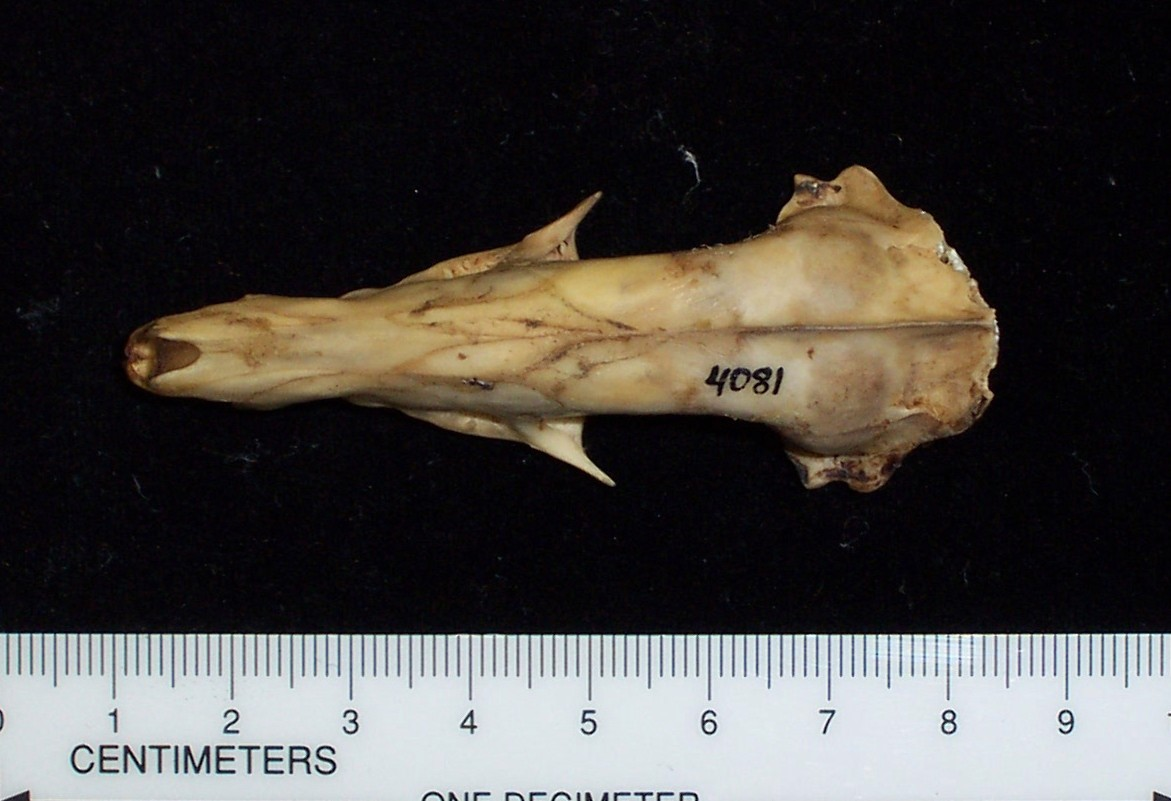 4081
0 1 2 3 4 5 6 7 8 9
CENTIMETERS
ONE DECIMETER